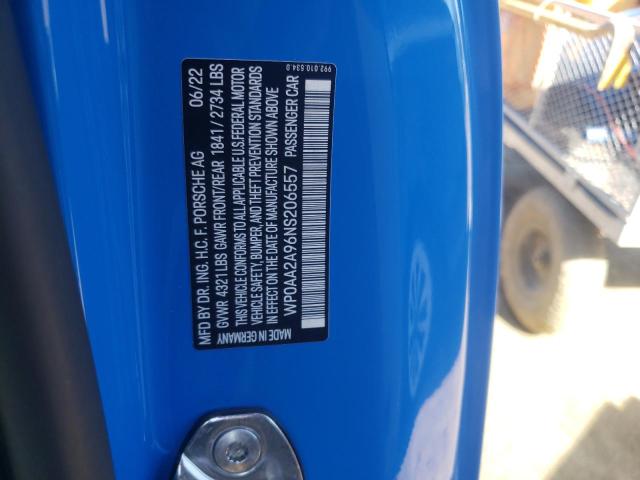 MFD BY DR. ING. H.C. F. PORSCHE AG 06/22
GVWR 4321 LBS GAWR FRONT/REAR 1841/ 2734 LBS
THIS VEHICLE CONFORMS TO ALL APPLICABLE U.S. FEDERAL MOTOR
VEHICLE SAFETY, BUMPER, AND THEFT PREVENTION STANDARDS
IN EFFECT ON THE DATE OF MANUFACTURE SHOWN ABOVE
WP0AA2A96NS206557 PASSENGER CAR
MADE IN GERMANY
992.010.534.D